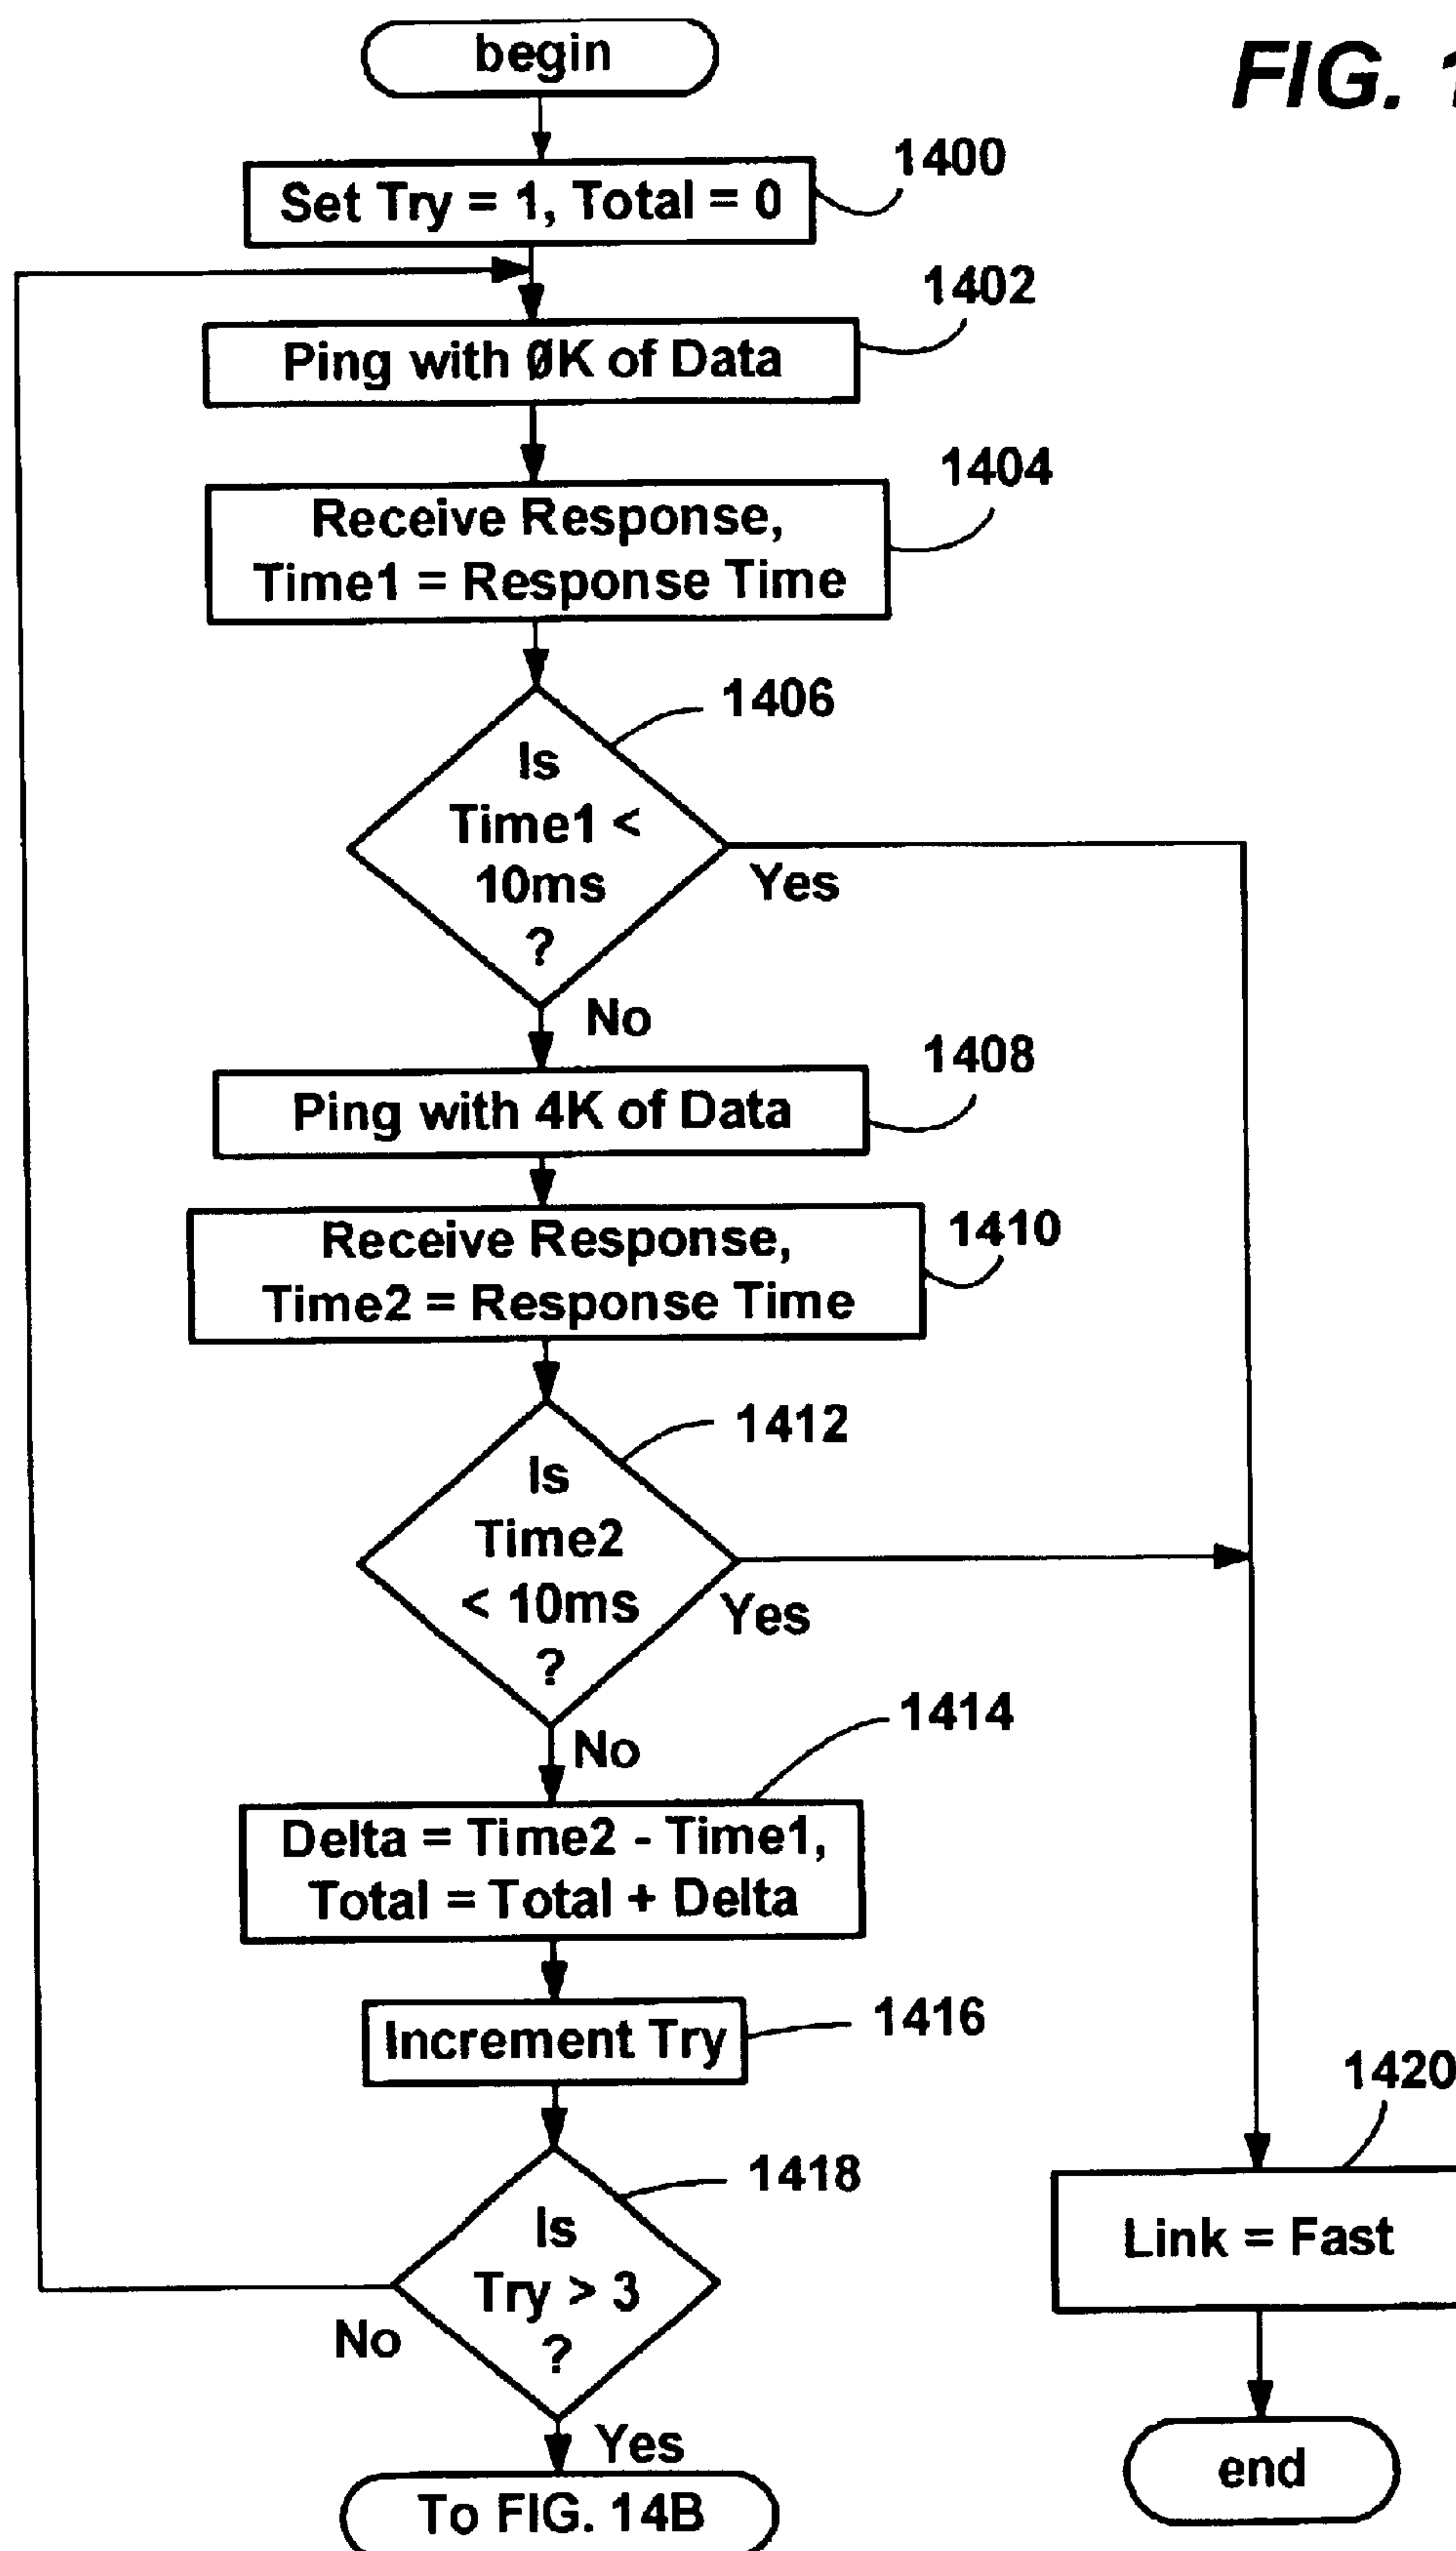 begin
FIG. 1
1400
Set Try = 1, Total = 0
1402
Ping with 0K of Data
1404
Receive Response,
Time1 = Response Time
1406
Is
Time1 <
10ms
?
Yes
No
1408
Ping with 4K of Data
1410
Receive Response,
Time2 = Response Time
1412
Is
Time2
< 10ms
?
Yes
No
1414
Delta = Time2 - Time1,
Total = Total + Delta
1416
Increment Try
1418
Is
Try > 3
?
No
Yes
To FIG. 14B
1420
Link = Fast
end